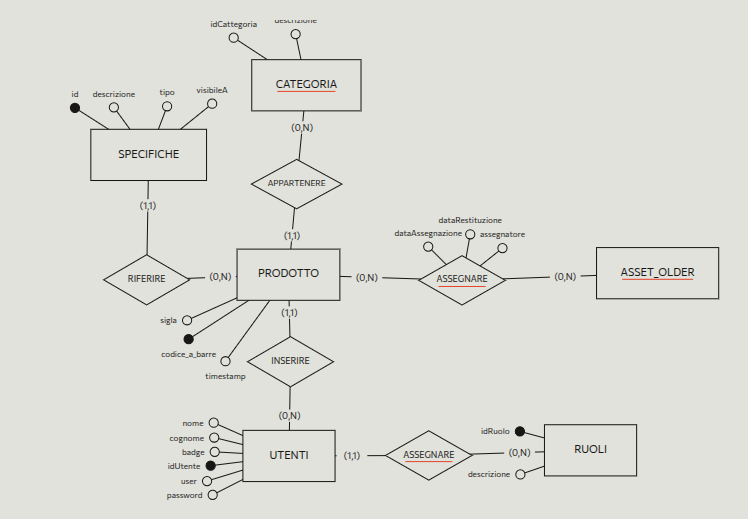 descrizione
idCattegoria
CATEGORIA
(0,N)
id
descrizione
tipo
visibileA
SPECIFICHE
(1,1)
APPARTENERE
(1,1)
dataRestituzione
dataAssegnazione
assegnatore
RIFERIRE
(0,N)
PRODOTTO
(0,N)
ASSEGNARE
(0,N)
ASSET_OLDER
sigla
(1,1)
codice_a_barre
timestamp
INSERIRE
(0,N)
nome
cognome
badge
idUtente
user
password
UTENTI
(1,1)
ASSEGNARE
(0,N)
idRuolo
descrizione
RUOLI